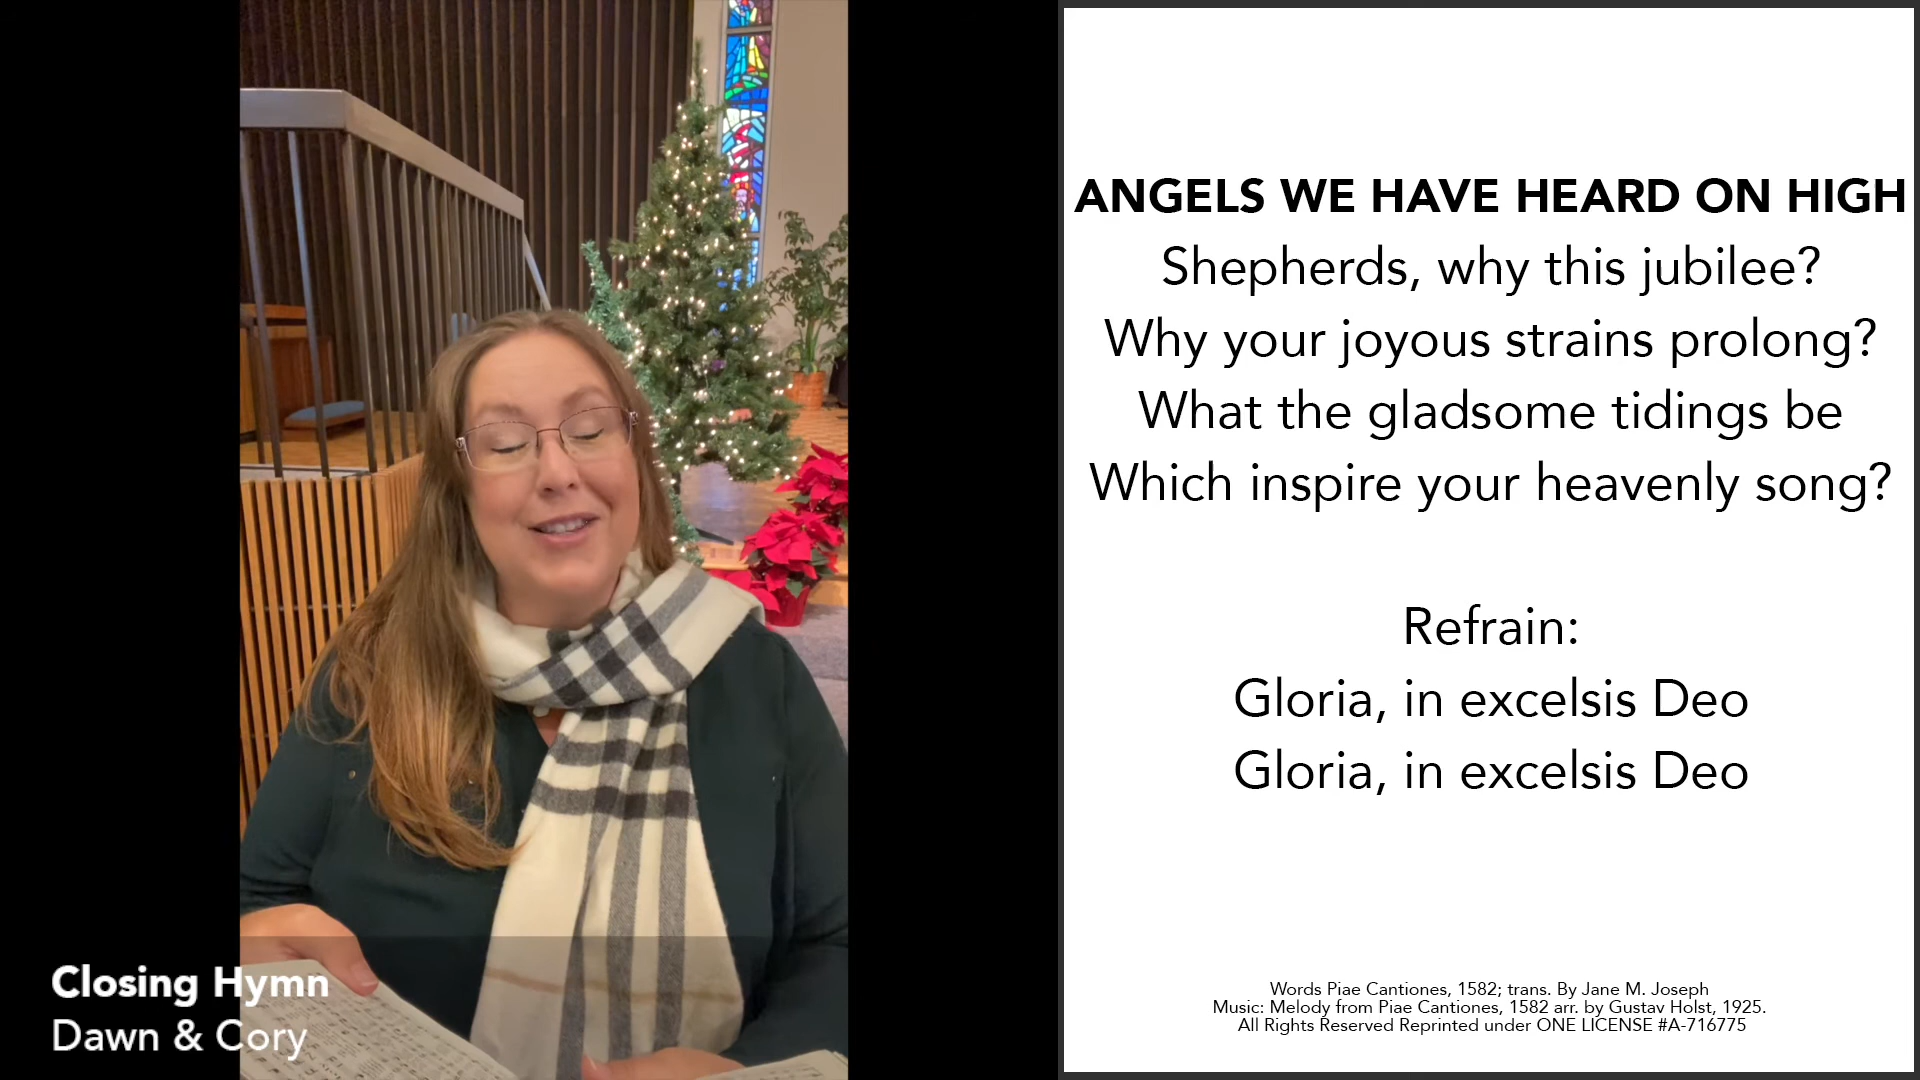 ANGELS WE HAVE HEARD ON HIGH
Shepherds, why this jubilee?
Why your joyous strains prolong?
What the gladsome tidings be
Which inspire your heavenly song?
Refrain:
Gloria, in excelsis Deo
Gloria, in excelsis Deo
Words Piae Cantiones, 1582; trans. By Jane M. Joseph
Music: Melody from Piae Cantiones, 1582 arr. by Gustav Holst, 1925.
All Rights Reserved Reprinted under ONE LICENSE #A-716775
Closing Hymn
Dawn & Cory